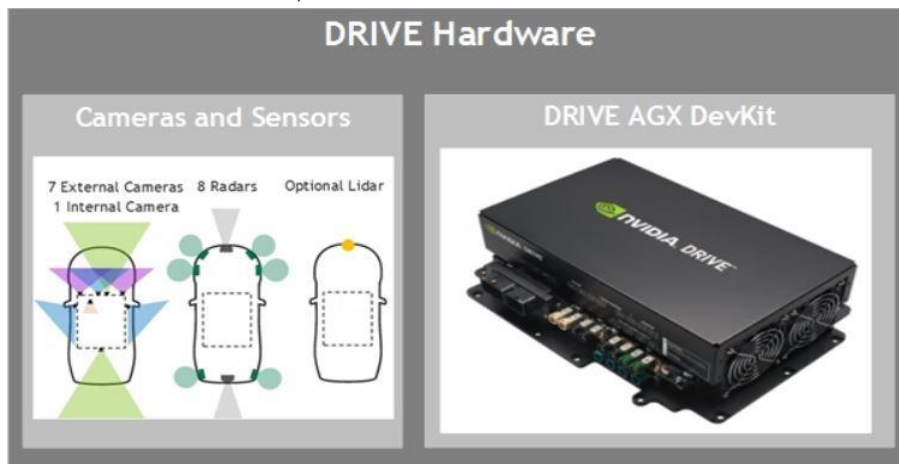 DRIVE Hardware
Cameras and Sensors
7 External Cameras
1 Internal Camera
8 Radars
Optional Lidar
DRIVE AGX DevKit
NVIDIA. DRIVE™